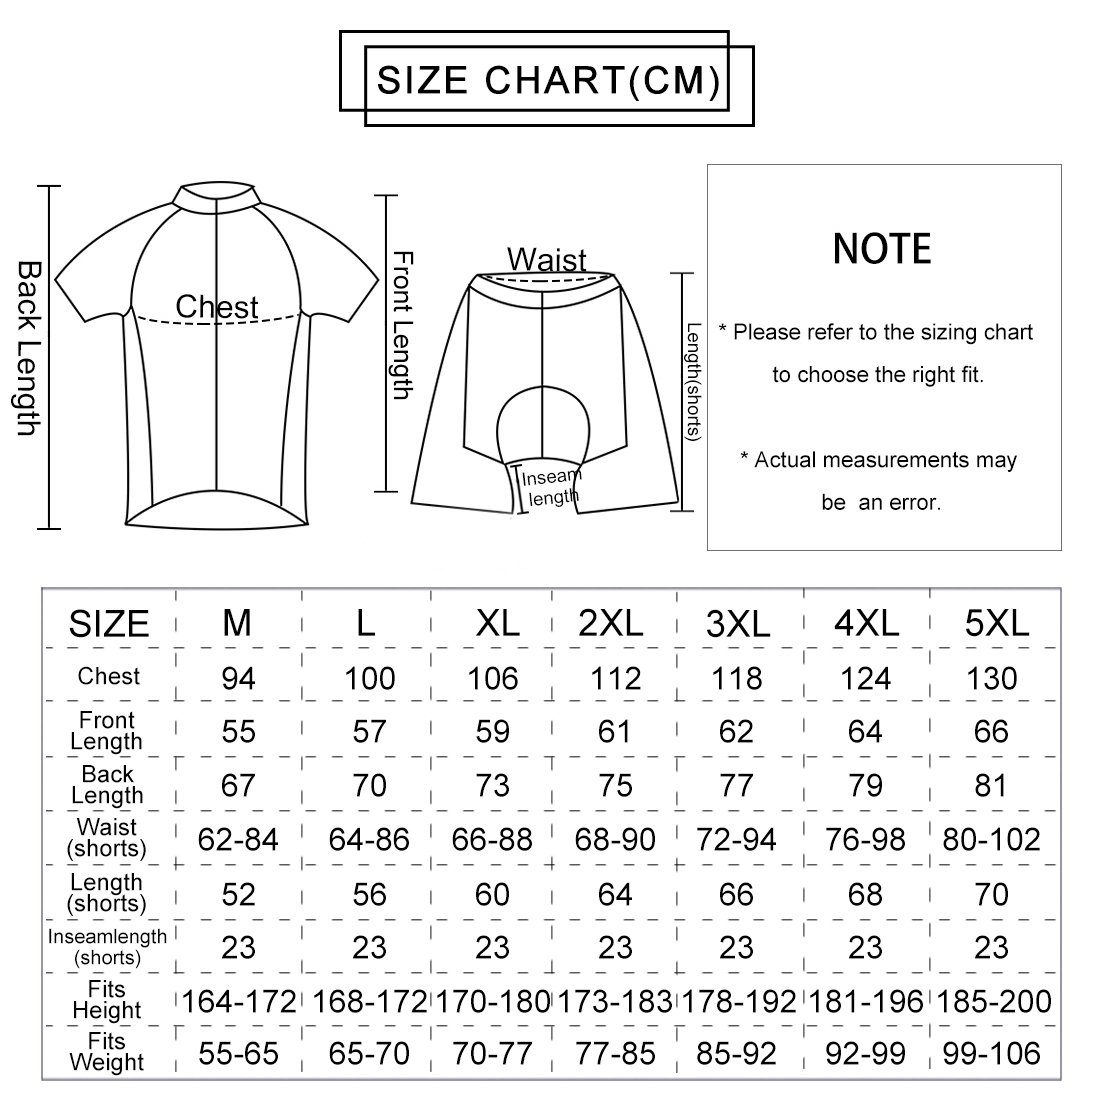 SIZE CHART(CM)
Back Length
Chest
Front Length
Waist
Length(shorts)
Inseam
length
NOTE
* Please refer to the sizing chart
to choose the right fit.
* Actual measurements may
be an error.
SIZE M L XL 2XL 3XL 4XL 5XL
Chest 94 100 106 112 118 124 130
Front
Length 55 57 59 61 62 64 66
Back
Length 67 70 73 75 77 79 81
Waist
(shorts) 62-84 64-86 66-88 68-90 72-94 76-98 80-102
Length
(shorts) 52 56 60 64 66 68 70
Inseamlength
(shorts) 23 23 23 23 23 23 23
Fits
Height 164-172 168-172 170-180 173-183 178-192 181-196 185-200
Fits
Weight 55-65 65-70 70-77 77-85 85-92 92-99 99-106